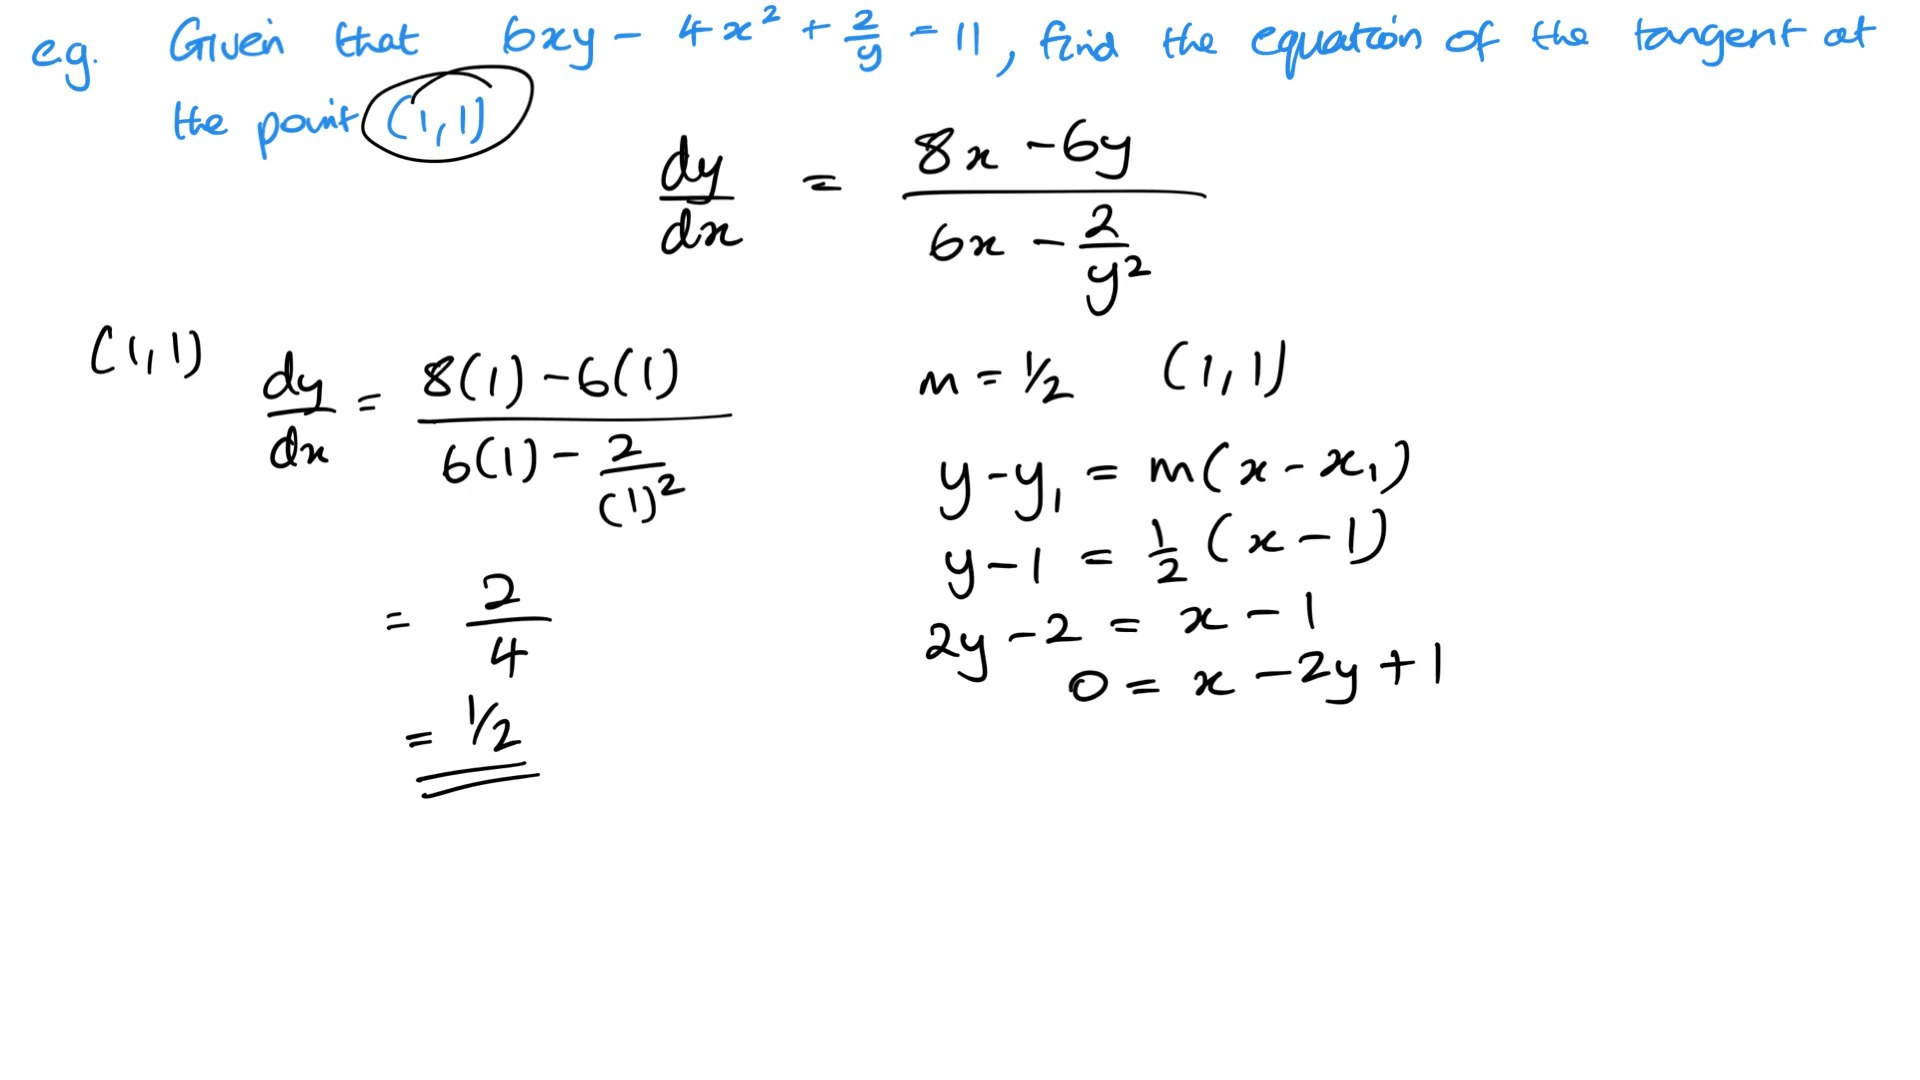 e.g. Given that 6xy - 4x² + 2/y = 11, find the equation of the tangent at
the point (1,1)
dy/dx = (8x - 6y)/(6x - 2/y²)
(1,1) dy/dx = (8(1) - 6(1))/(6(1) - 2/(1)²)
= 2/4
= 1/2
m = 1/2 (1,1)
y - y₁ = m(x - x₁)
y - 1 = 1/2 (x - 1)
2y - 2 = x - 1
0 = x - 2y + 1